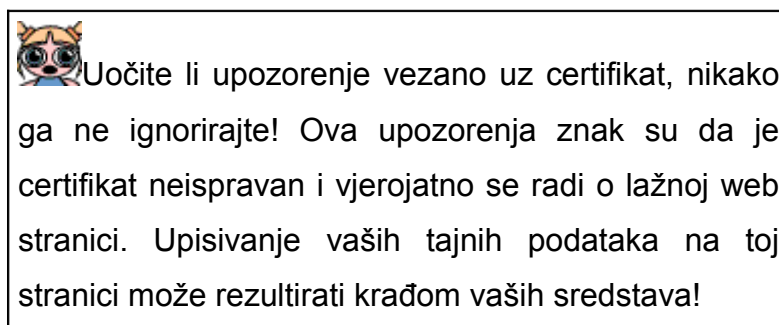 Uočite li upozorenje vezano uz certifikat, nikako
ga ne ignorirajte! Ova upozorenja znak su da je
certifikat neispravan i vjerojatno se radi o lažnoj web
stranici. Upisivanje vaših tajnih podataka na toj
stranici može rezultirati krađom vaših sredstava!